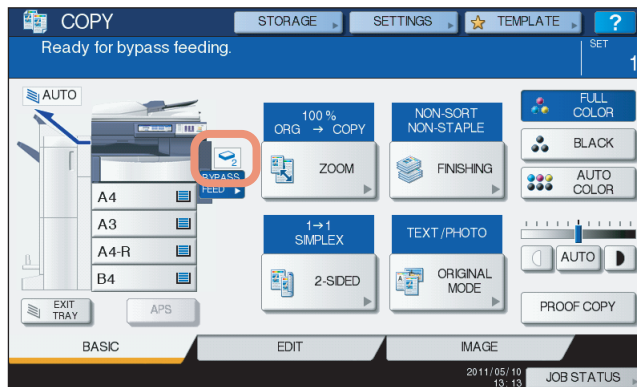 COPY
STORAGE
SETTINGS
TEMPLATE
?
Ready for bypass feeding.
SET
1
AUTO
2
BYPASS
FEED
A4
A3
A4-R
B4
EXIT
TRAY
APS
100 %
ORG → COPY
ZOOM
NON-SORT
NON-STAPLE
FINISHING
1→1
SIMPLEX
2-SIDED
TEXT/PHOTO
ORIGINAL
MODE
FULL
COLOR
BLACK
AUTO
COLOR
AUTO
PROOF COPY
BASIC
EDIT
IMAGE
2011/05/10
13:13
JOB STATUS